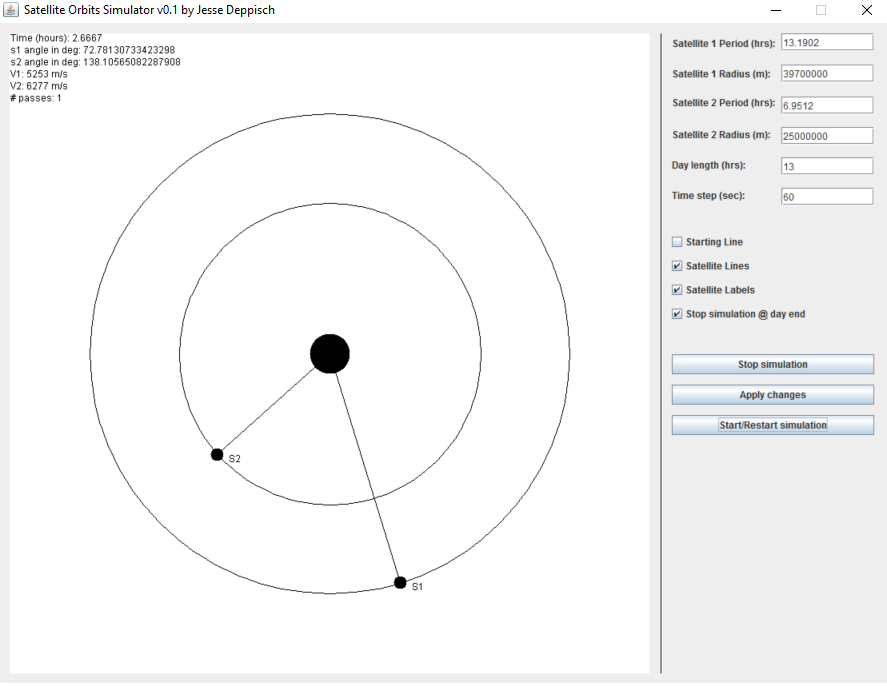 Satellite Orbits Simulator v0.1 by Jesse Deppisch
Time (hours): 2.6667
s1 angle in deg: 72.78130733423298
s2 angle in deg: 138.10565082287908
V1: 5253 m/s
V2: 6277 m/s
# passes: 1
S2
S1
Satellite 1 Period (hrs): 13.1902
Satellite 1 Radius (m): 39700000
Satellite 2 Period (hrs): 6.9512
Satellite 2 Radius (m): 25000000
Day length (hrs): 13
Time step (sec): 60
Starting Line
Satellite Lines
Satellite Labels
Stop simulation @ day end
Stop simulation
Apply changes
Start/Restart simulation